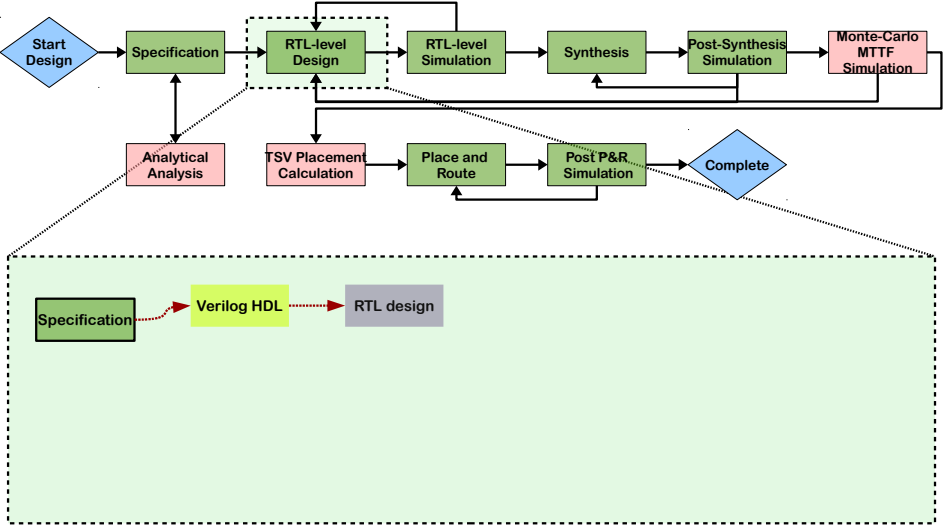 Start
Design
Specification
RTL-level
Design
RTL-level
Simulation
Synthesis
Post-Synthesis
Simulation
Monte-Carlo
MTTF
Simulation
Analytical
Analysis
TSV Placement
Calculation
Place and
Route
Post P&R
Simulation
Complete
Specification
Verilog HDL
RTL design